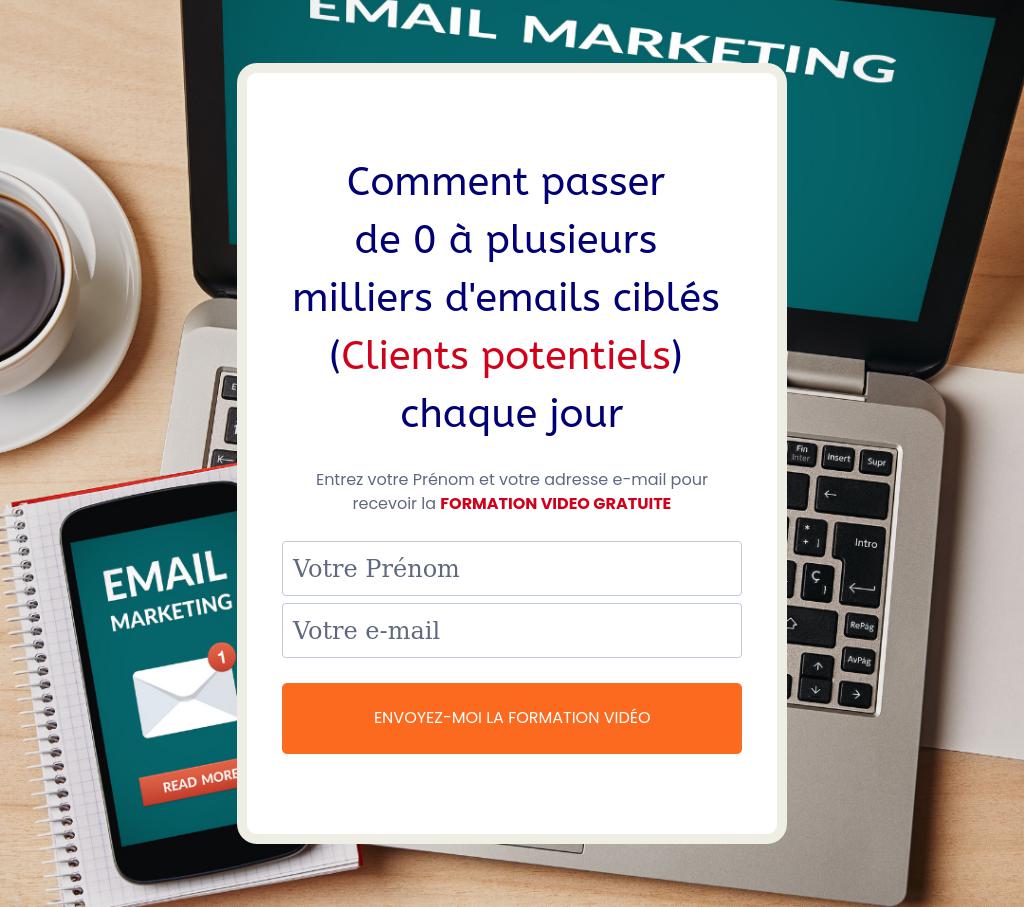 EMAIL MARKETING
Comment passer
de 0 à plusieurs
milliers d'emails ciblés
(Clients potentiels)
chaque jour
Entrez votre Prénom et votre adresse e-mail pour
recevoir la FORMATION VIDEO GRATUITE
Votre Prénom
Votre e-mail
ENVOYEZ-MOI LA FORMATION VIDÉO
EMAIL
MARKETING
1
READ MORE
Fin
Inter
Insert
Supr
*
+ ]
Intro
Ç
}
RePág
AvPág